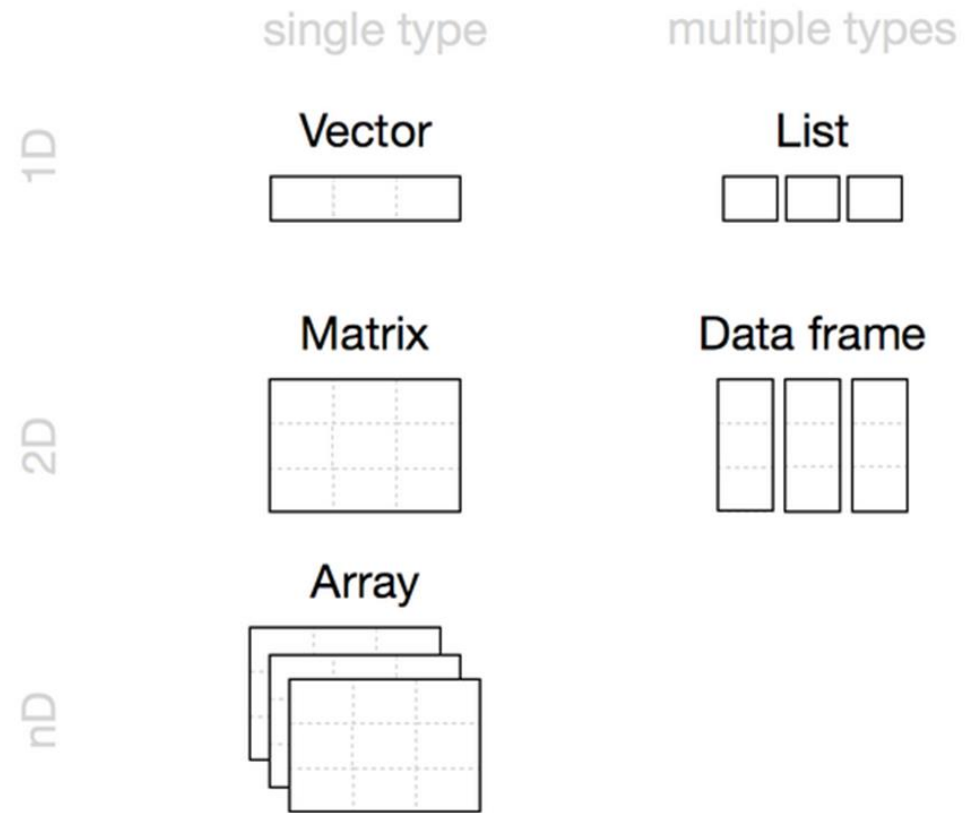 single type
multiple types
1D
Vector
List
2D
Matrix
Data frame
nD
Array